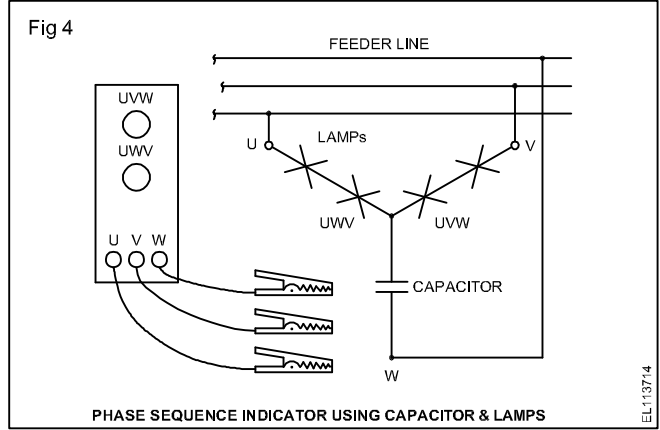 Fig 4
FEEDER LINE
UVW
UWV
U V W
U
LAMPs
V
UWV
UVW
CAPACITOR
W
PHASE SEQUENCE INDICATOR USING CAPACITOR & LAMPS
EL113714